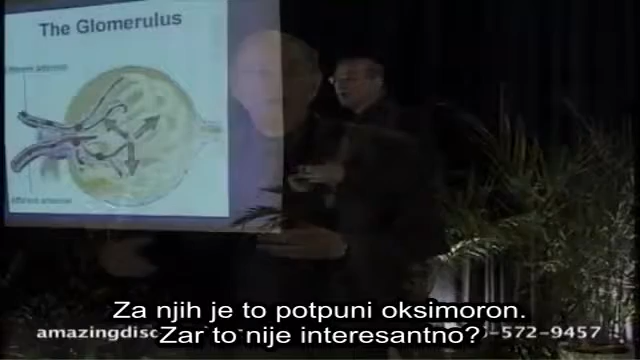 The Glomerulus
Za njih je to potpuni oksimoron.
Zar to nije interesantno?
amazingdisc
-572-9457